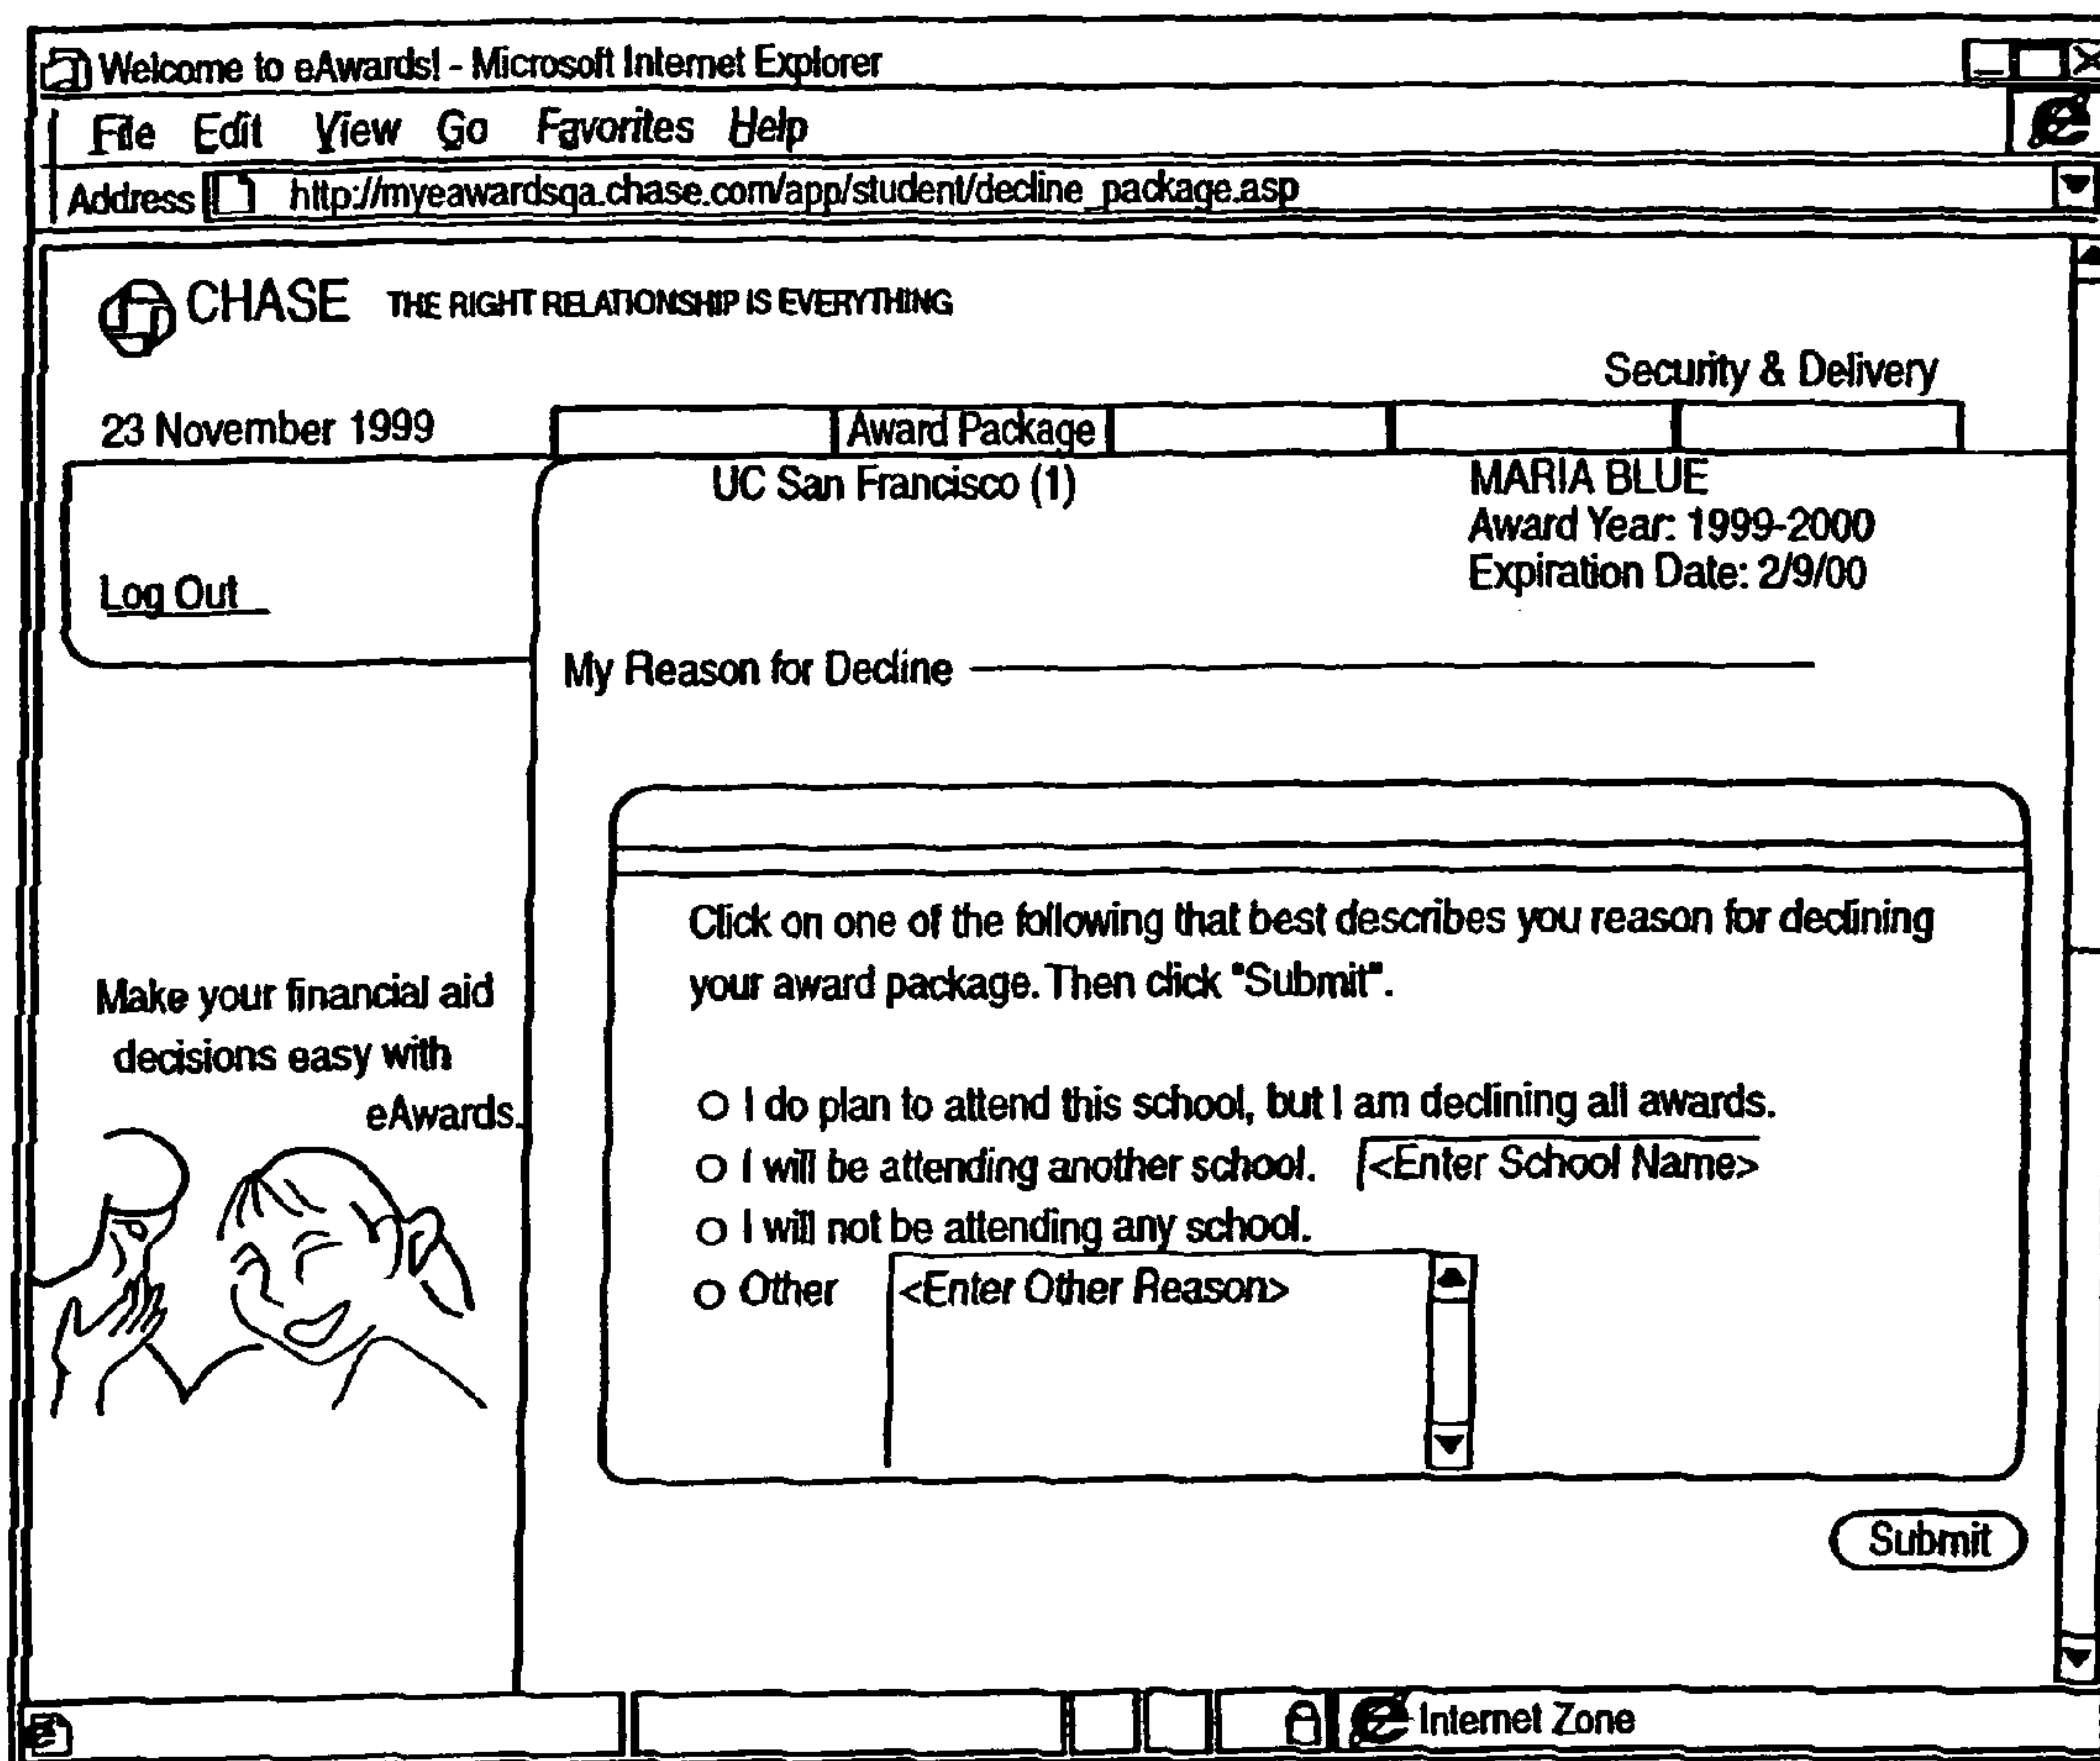 Welcome to eAwards! - Microsoft Internet Explorer
File Edit View Go Favorites Help
Address http://myeawardsqa.chase.com/app/student/decline_package.asp
CHASE THE RIGHT RELATIONSHIP IS EVERYTHING
Security & Delivery
23 November 1999
Award Package
UC San Francisco (1)
MARIA BLUE
Award Year: 1999-2000
Expiration Date: 2/9/00
Log Out
My Reason for Decline
Click on one of the following that best describes you reason for declining
your award package. Then click "Submit".
Make your financial aid
decisions easy with
eAwards.
I do plan to attend this school, but I am declining all awards.
I will be attending another school. <Enter School Name>
I will not be attending any school.
Other <Enter Other Reason>
Submit
Internet Zone